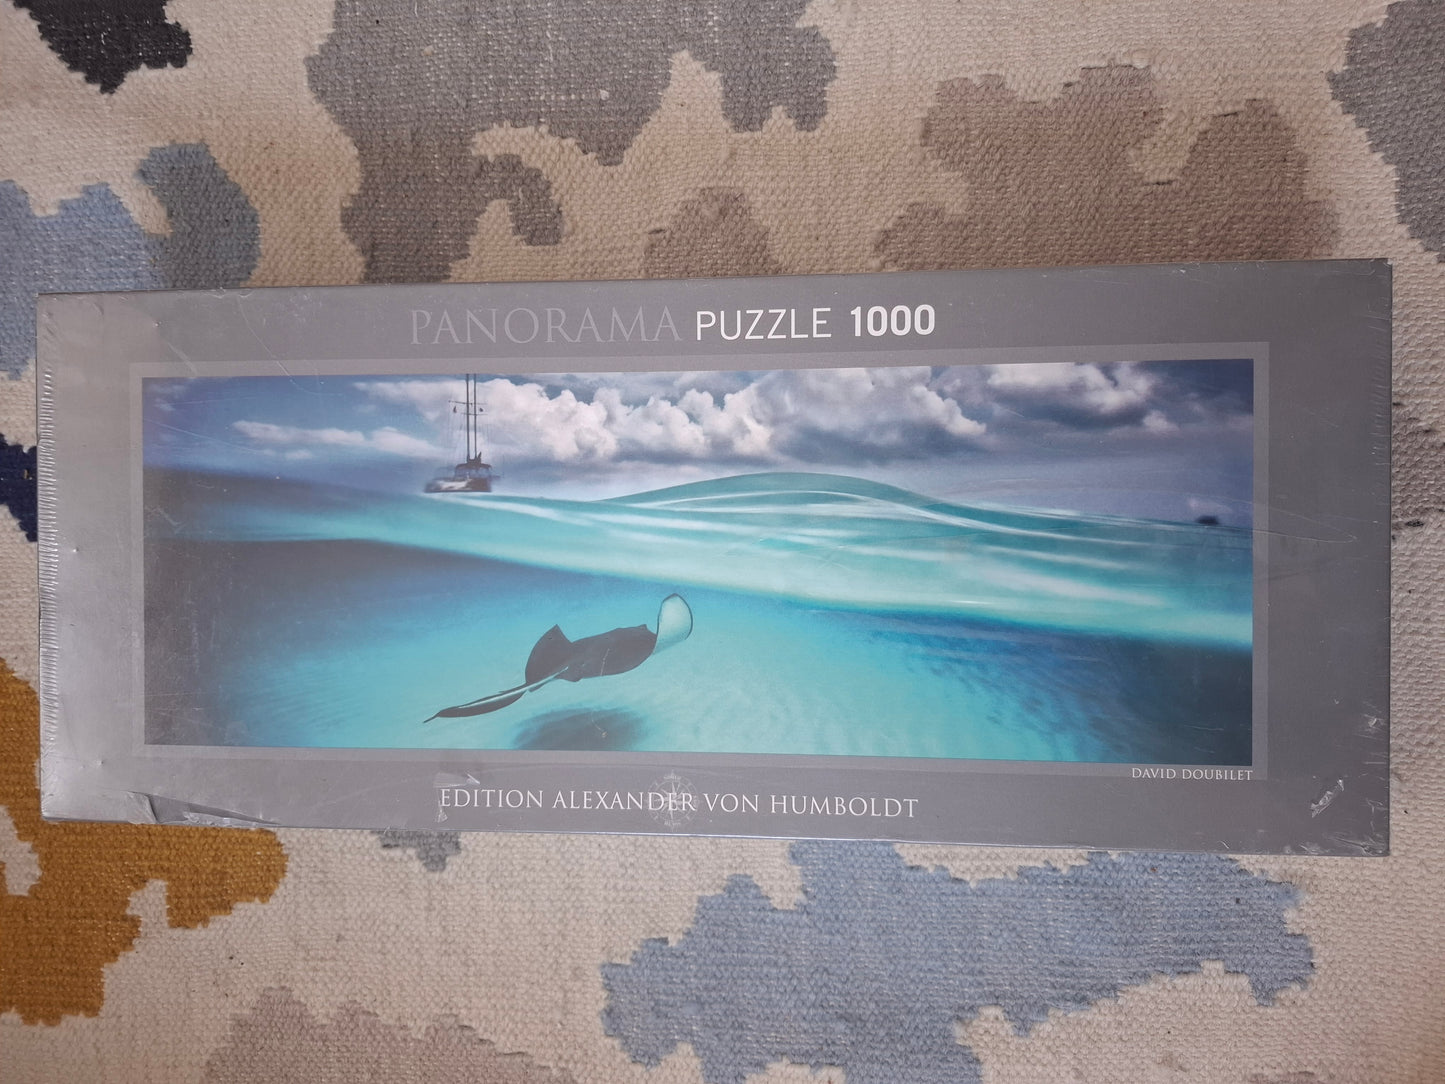 PANORAMA PUZZLE 1000
DAVID DOUBILET
EDITION ALEXANDER VON HUMBOLDT